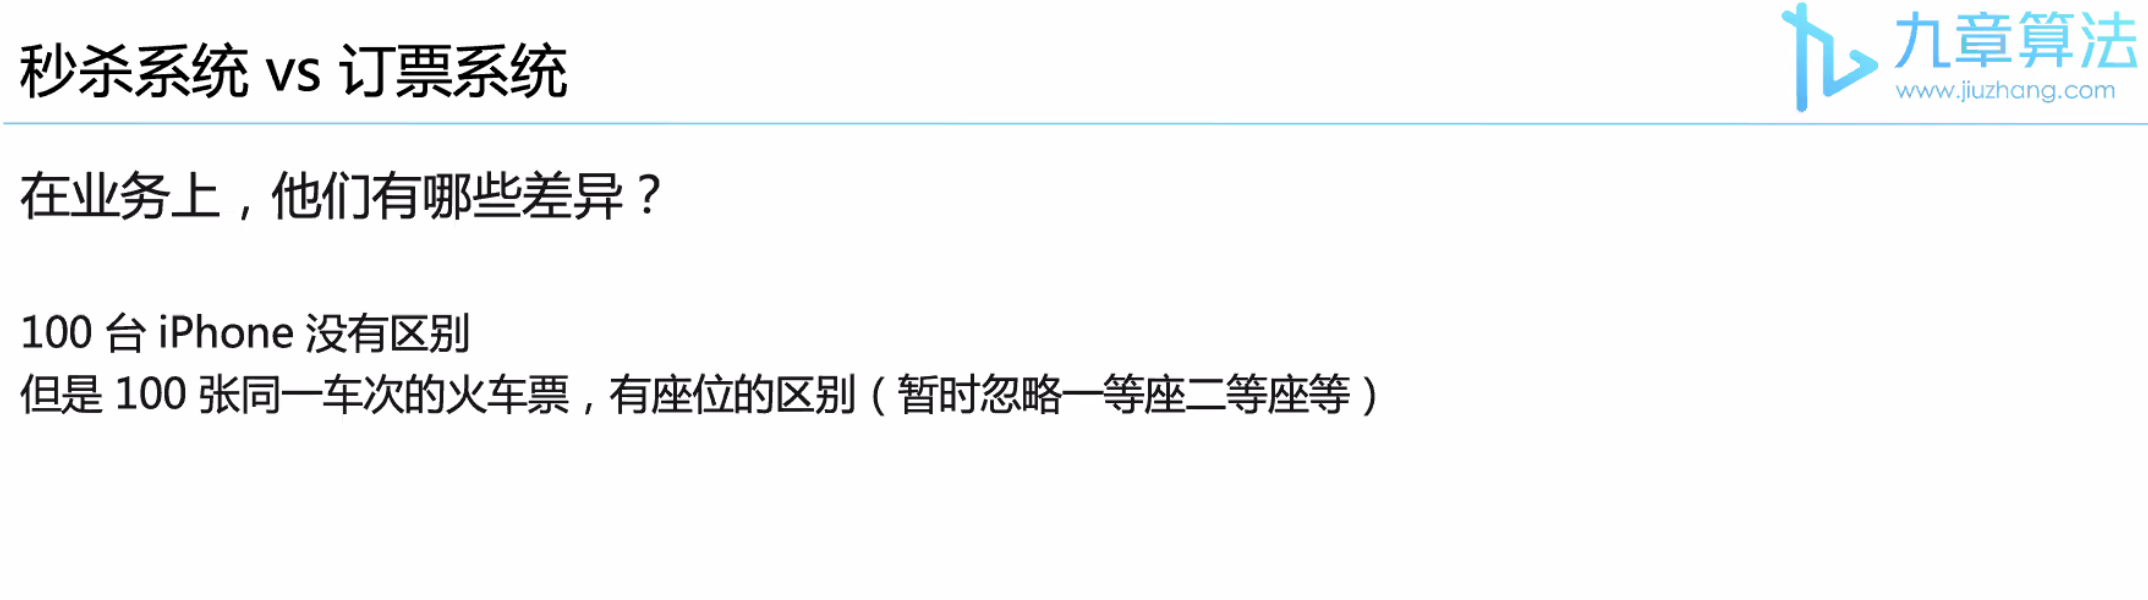 秒杀系统 vs 订票系统
九章算法
www.jiuzhang.com
在业务上，他们有哪些差异？
100 台 iPhone 没有区别
但是 100 张同一车次的火车票，有座位的区别（暂时忽略一等座二等座等）